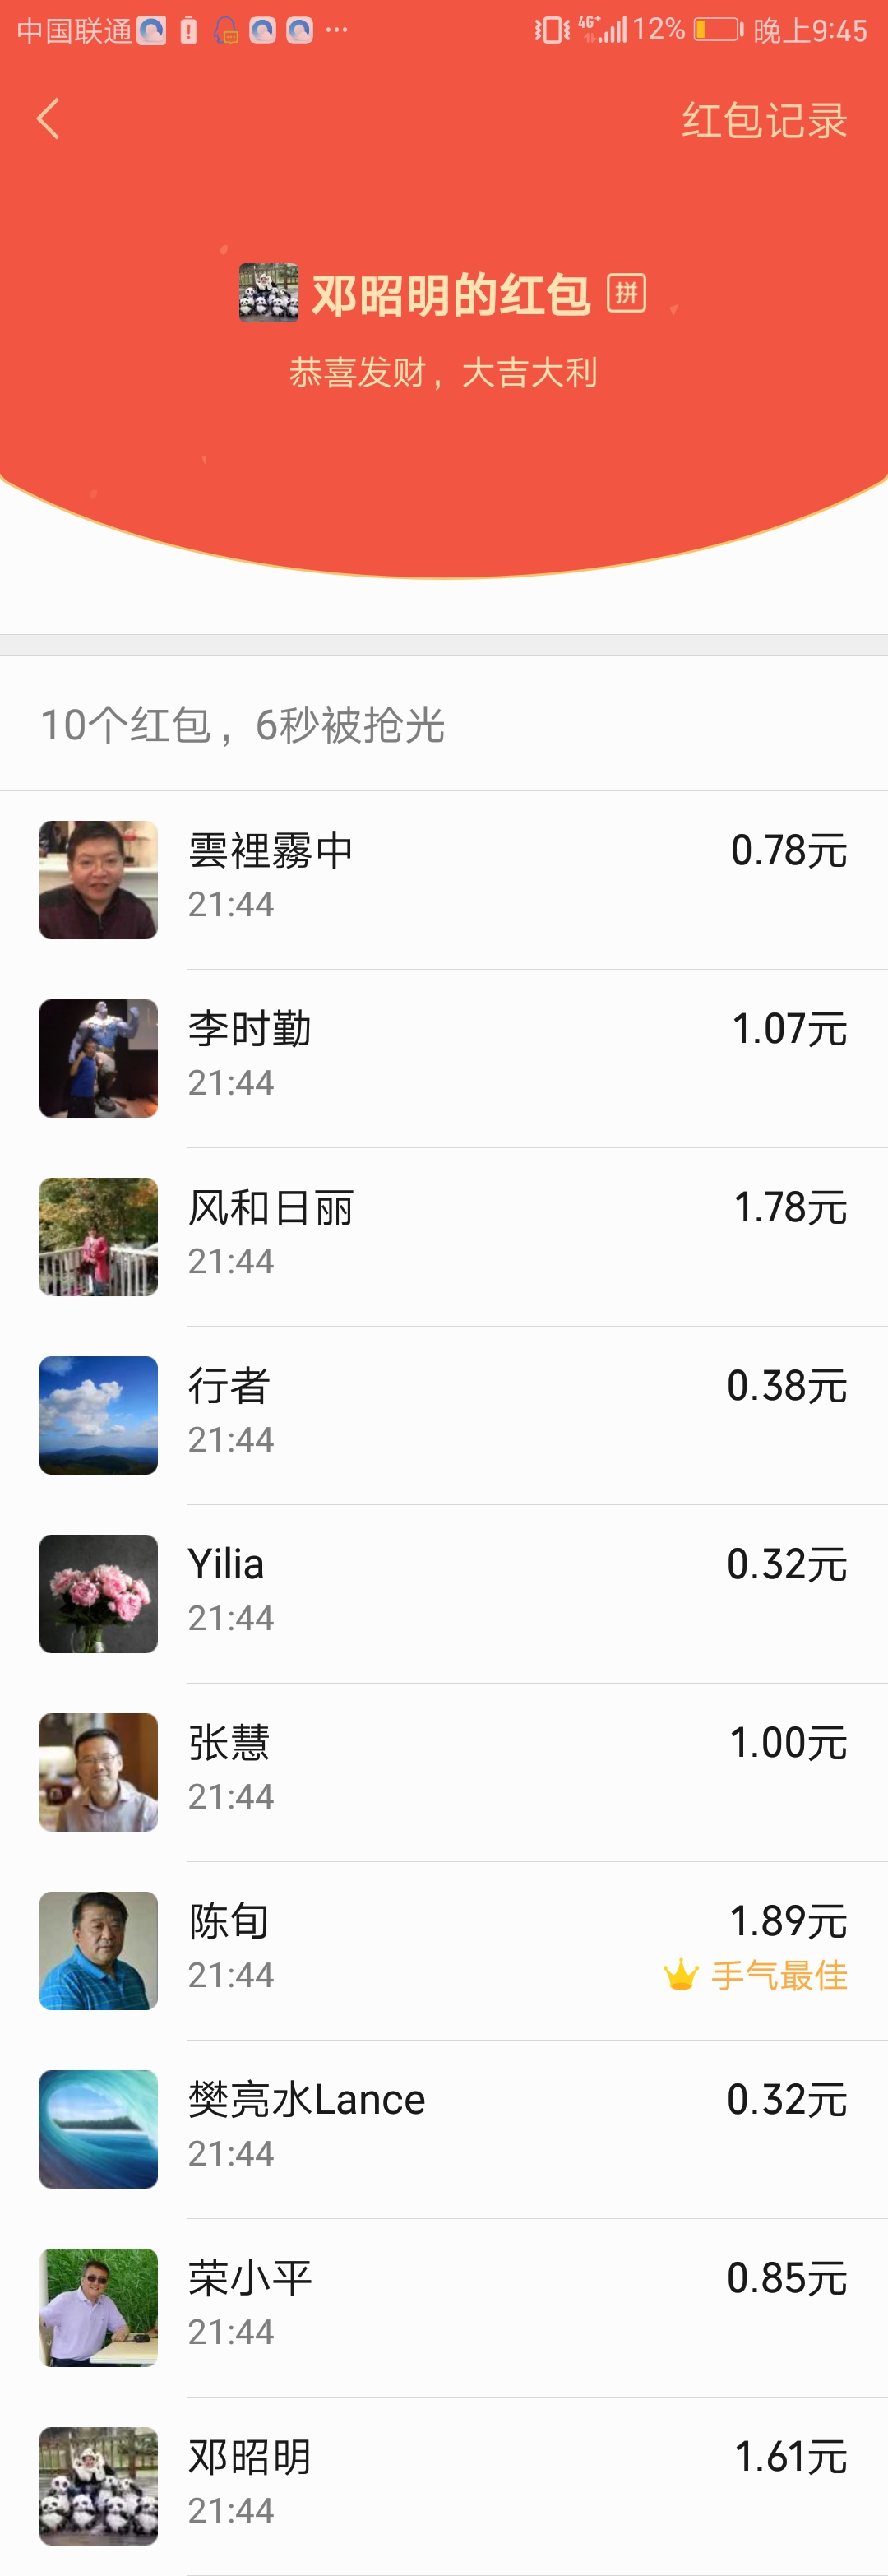 中国联通 ··· 4G+ 12% 晚上9:45
红包记录
邓昭明的红包 拼
恭喜发财，大吉大利
10个红包，6秒被抢光
雲裡霧中 0.78元
21:44
李时勤 1.07元
21:44
风和日丽 1.78元
21:44
行者 0.38元
21:44
Yilia 0.32元
21:44
张慧 1.00元
21:44
陈旬 1.89元
21:44 手气最佳
樊亮水Lance 0.32元
21:44
荣小平 0.85元
21:44
邓昭明 1.61元
21:44